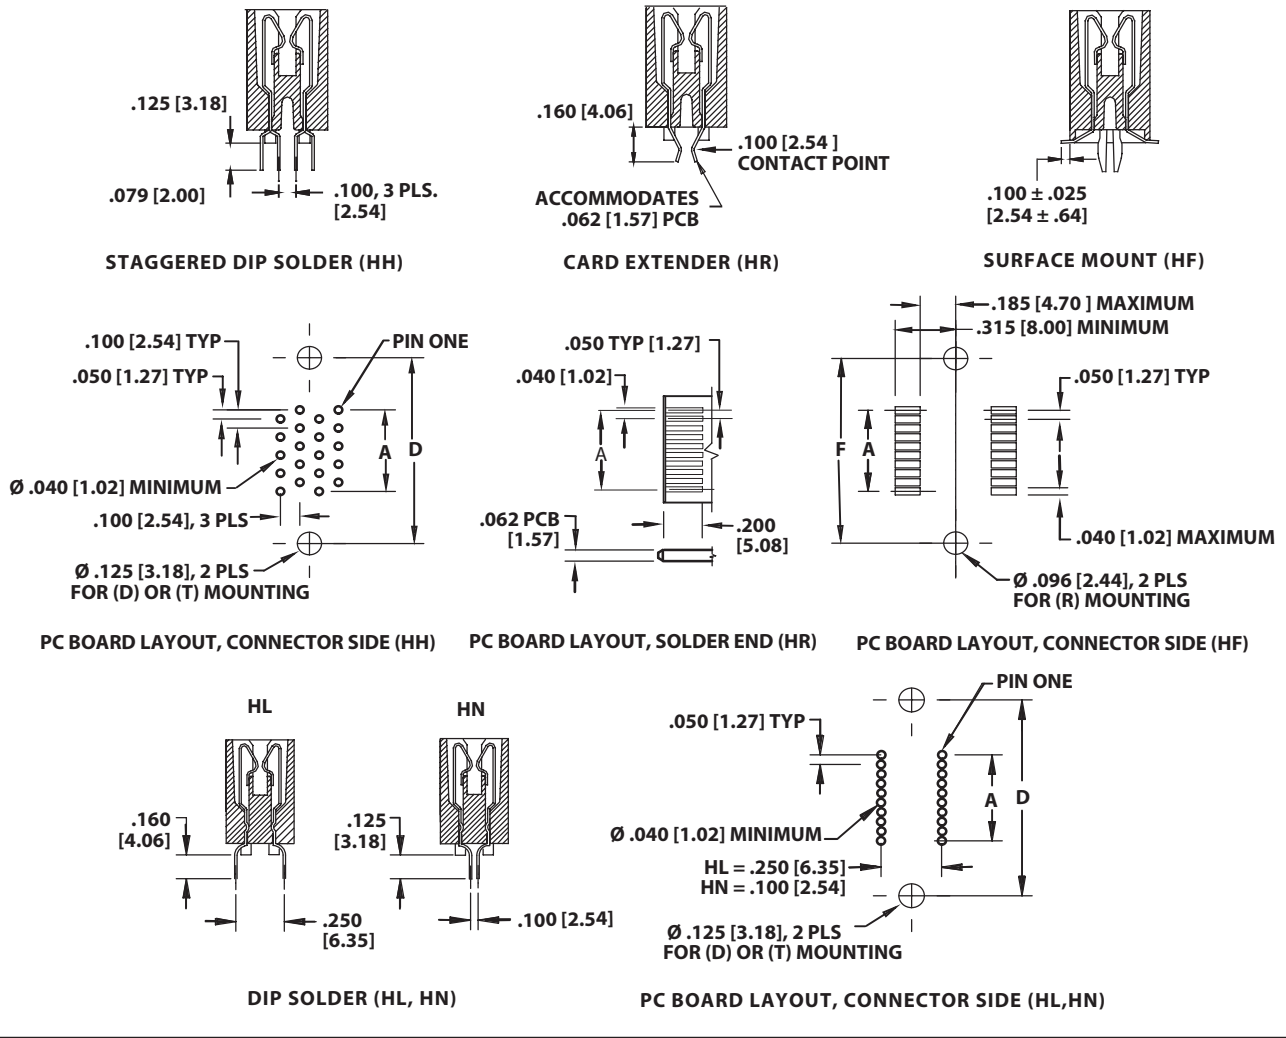 .125 [3.18]
.079 [2.00]
.100, 3 PLS.
[2.54]
STAGGERED DIP SOLDER (HH)
.160 [4.06]
.100 [2.54 ]
CONTACT POINT
ACCOMMODATES
.062 [1.57] PCB
CARD EXTENDER (HR)
.100 ± .025
[2.54 ± .64]
SURFACE MOUNT (HF)
.100 [2.54] TYP
PIN ONE
.050 [1.27] TYP
A
D
Ø .040 [1.02] MINIMUM
.100 [2.54], 3 PLS
Ø .125 [3.18], 2 PLS
FOR (D) OR (T) MOUNTING
PC BOARD LAYOUT, CONNECTOR SIDE (HH)
.050 TYP [1.27]
.040 [1.02]
A
.062 PCB
[1.57]
.200
[5.08]
PC BOARD LAYOUT, SOLDER END (HR)
.185 [4.70 ] MAXIMUM
.315 [8.00] MINIMUM
.050 [1.27] TYP
F
A
.040 [1.02] MAXIMUM
Ø .096 [2.44], 2 PLS
FOR (R) MOUNTING
PC BOARD LAYOUT, CONNECTOR SIDE (HF)
HL
HN
.160
[4.06]
.125
[3.18]
.250
[6.35]
.100 [2.54]
DIP SOLDER (HL, HN)
PIN ONE
.050 [1.27] TYP
A
D
Ø .040 [1.02] MINIMUM
HL = .250 [6.35]
HN = .100 [2.54]
Ø .125 [3.18], 2 PLS
FOR (D) OR (T) MOUNTING
PC BOARD LAYOUT, CONNECTOR SIDE (HL,HN)